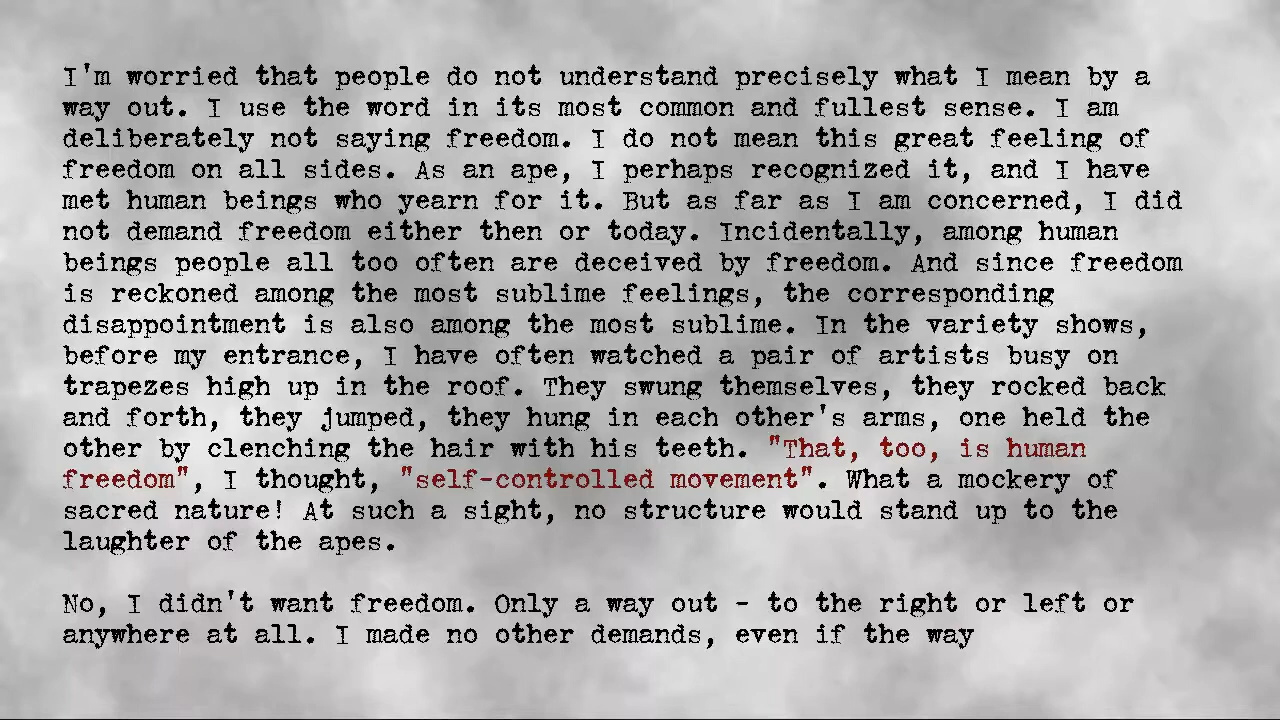 I'm worried that people do not understand precisely what I mean by a
way out. I use the word in its most common and fullest sense. I am
deliberately not saying freedom. I do not mean this great feeling of
freedom on all sides. As an ape, I perhaps recognized it, and I have
met human beings who yearn for it. But as far as I am concerned, I did
not demand freedom either then or today. Incidentally, among human
beings people all too often are deceived by freedom. And since freedom
is reckoned among the most sublime feelings, the corresponding
disappointment is also among the most sublime. In the variety shows,
before my entrance, I have often watched a pair of artists busy on
trapezes high up in the roof. They swung themselves, they rocked back
and forth, they jumped, they hung in each other's arms, one held the
other by clenching the hair with his teeth. "That, too, is human
freedom", I thought, "self-controlled movement". What a mockery of
sacred nature! At such a sight, no structure would stand up to the
laughter of the apes.

No, I didn't want freedom. Only a way out - to the right or left or
anywhere at all. I made no other demands, even if the way